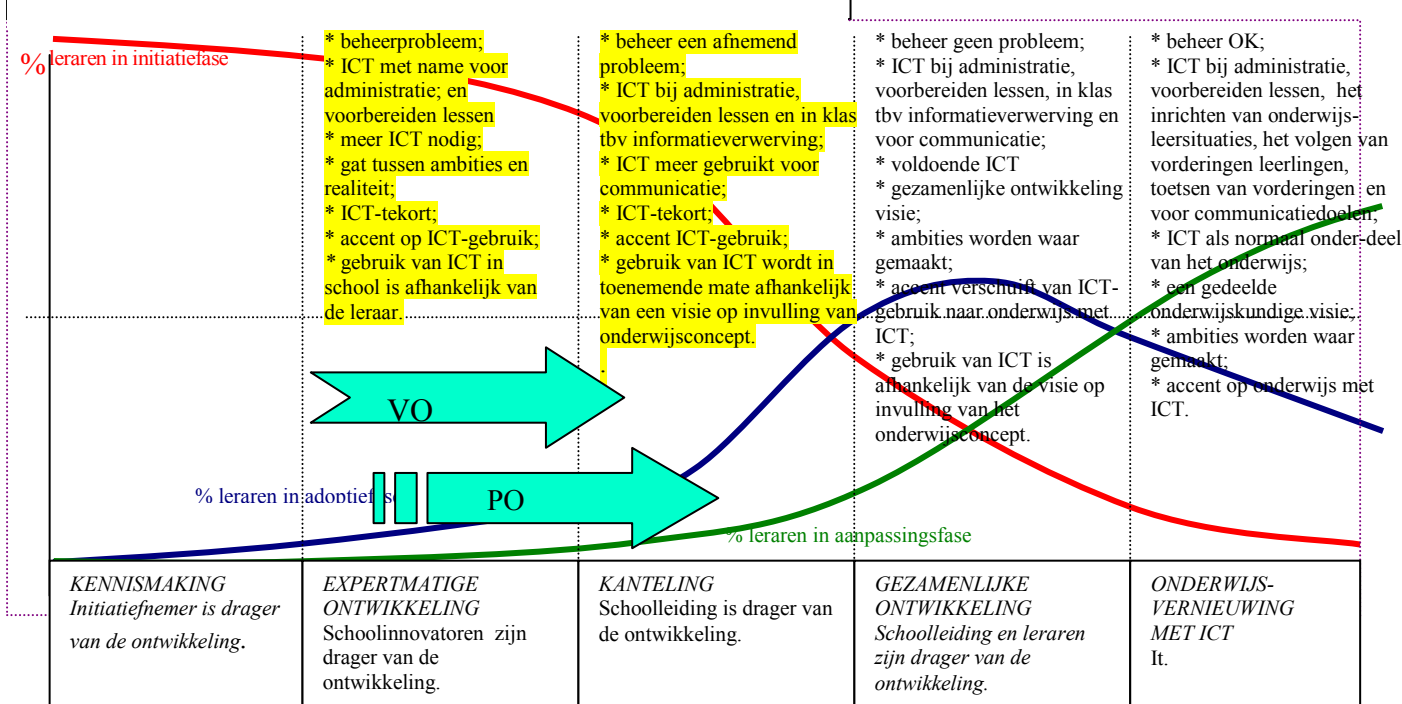 % leraren in initiatiefase
* beheerprobleem;
* ICT met name voor
administratie; en
voorbereiden lessen
* meer ICT nodig;
* gat tussen ambities en
realiteit;
* ICT-tekort;
* accent op ICT-gebruik;
* gebruik van ICT in
school is afhankelijk van
de leraar.
* beheer een afnemend
probleem;
* ICT bij administratie,
voorbereiden lessen en in klas
tbv informatieverwerving;
* ICT meer gebruikt voor
communicatie;
* ICT-tekort;
* accent ICT-gebruik;
* gebruik van ICT wordt in
toenemende mate afhankelijk
van een visie op invulling van
onderwijsconcept.
.
* beheer geen probleem;
* ICT bij administratie,
voorbereiden lessen, in klas
tbv informatieverwerving en
voor communicatie;
* voldoende ICT
* gezamenlijke ontwikkeling
visie;
* ambities worden waar
gemaakt;
* accent verschuift van ICT-
gebruik naar onderwijs met
ICT;
* gebruik van ICT is
afhankelijk van de visie op
invulling van het
onderwijsconcept.
* beheer OK;
* ICT bij administratie,
voorbereiden lessen, het
inrichten van onderwijs-
leersituaties, het volgen van
vorderingen leerlingen,
toetsen van vorderingen en
voor communicatiedoelen;
* ICT als normaal onder-deel
van het onderwijs;
* een gedeelde
onderwijskundige visie;
* ambities worden waar
gemaakt;
* accent op onderwijs met
ICT.
VO
% leraren in adoptiefase
PO
% leraren in aanpassingsfase
KENNISMAKING
Initiatiefnemer is drager
van de ontwikkeling.
EXPERTMATIGE
ONTWIKKELING
Schoolinnovatoren zijn
drager van de
ontwikkeling.
KANTELING
Schoolleiding is drager van
de ontwikkeling.
GEZAMENLIJKE
ONTWIKKELING
Schoolleiding en leraren
zijn drager van de
ontwikkeling.
ONDERWIJS-
VERNIEUWING
MET ICT
It.